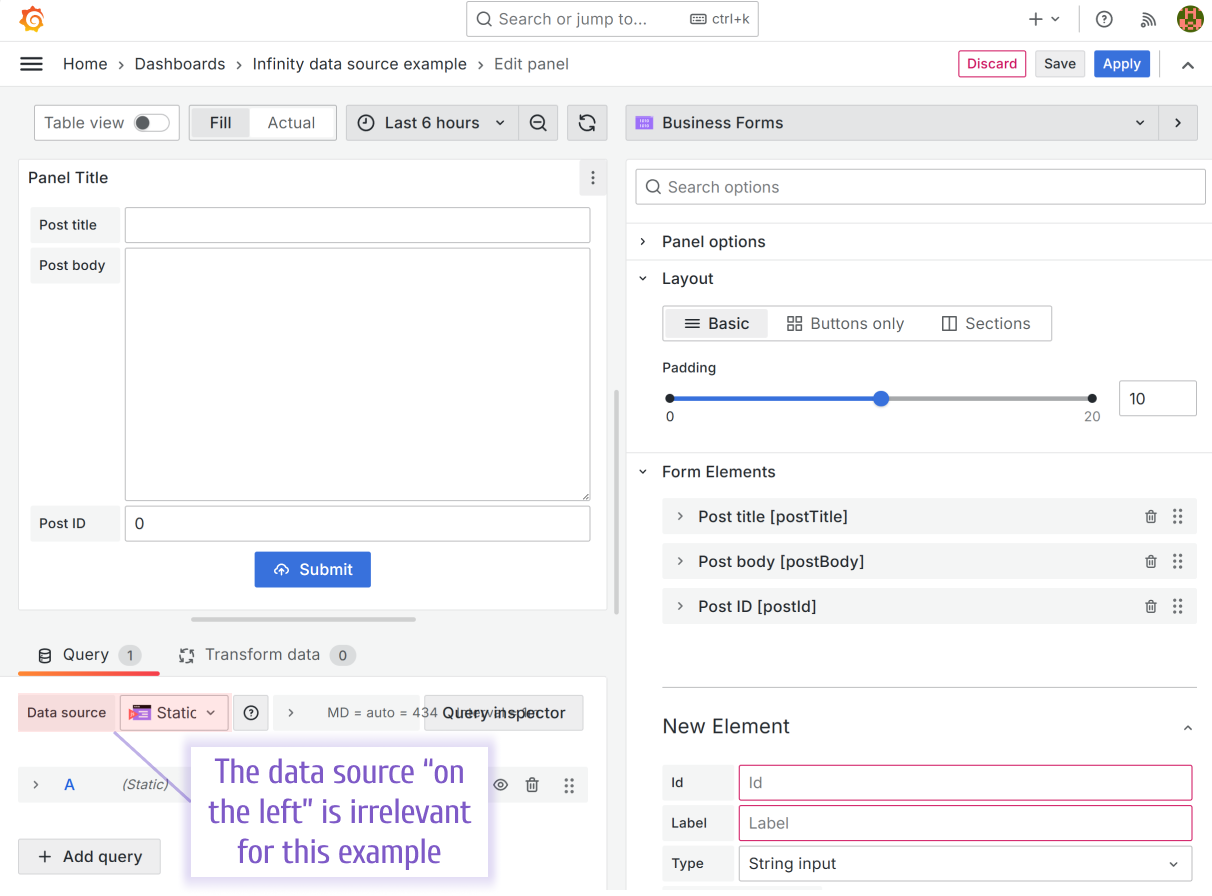 Search or jump to... ctrl+k
Home › Dashboards › Infinity data source example › Edit panel
Discard Save Apply
Table view Fill Actual Last 6 hours
Business Forms
Panel Title
Search options
Post title
Post body
Panel options
Layout
Basic Buttons only Sections
Padding
0 20 10
Form Elements
Post title [postTitle]
Post body [postBody]
Post ID [postId]
Post ID 0
Submit
Query 1 Transform data 0
Data source Static MD = auto = 434 Query inspector
A (Static)
The data source “on
the left” is irrelevant
for this example
+ Add query
New Element
Id Id
Label Label
Type String input